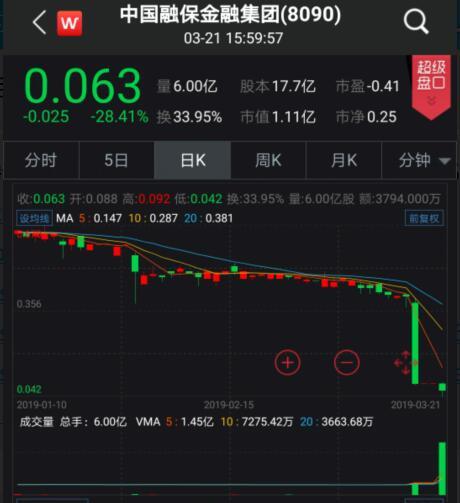 中国融保金融集团(8090)
W
03-21 15:59:57
0.063
-0.025 -28.41%
量 6.00亿 股本 17.7亿 市盈 -0.41
换 33.95% 市值 1.11亿 市净 0.25
超级
盘口
分时 5日 日K 周K 月K 分钟
收:0.063 开:0.088 高:0.092 低:0.042 换:33.95% 量:6.00亿股 额:3794.000万
设均线 MA 5:0.147 10:0.287 20:0.381 前复权
0.356
0.042
2019-01-10 2019-02-15 2019-03-21
成交量 总手:6.00亿 VMA 5:1.45亿 10:7275.42万 20:3663.68万